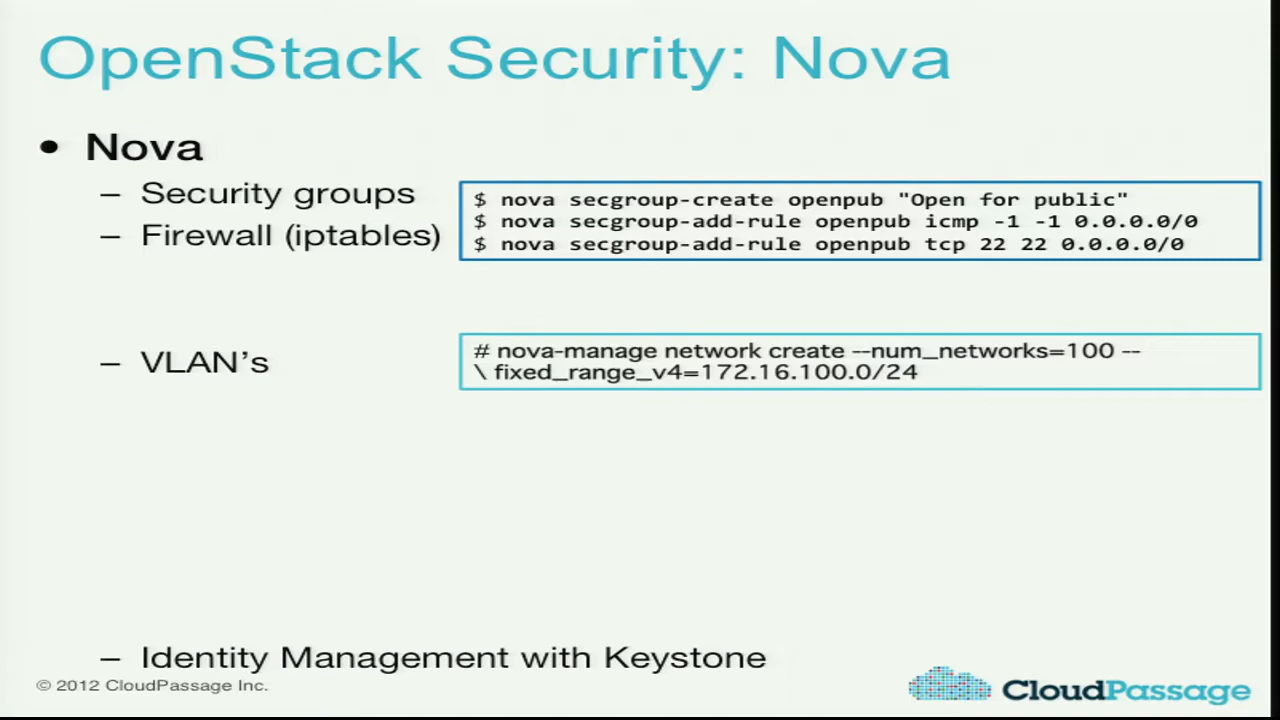 OpenStack Security: Nova
• Nova
– Security groups
– Firewall (iptables)
$ nova secgroup-create openpub "Open for public"
$ nova secgroup-add-rule openpub icmp -1 -1 0.0.0.0/0
$ nova secgroup-add-rule openpub tcp 22 22 0.0.0.0/0
– VLAN’s
# nova-manage network create --num_networks=100 --
\ fixed_range_v4=172.16.100.0/24
– Identity Management with Keystone
© 2012 CloudPassage Inc.
CloudPassage